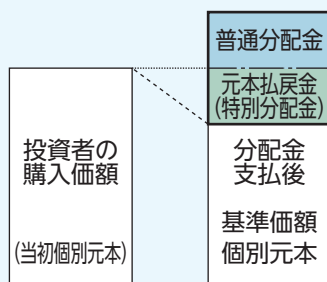 普通分配金
元本払戻金
(特別分配金)
投資者の
購入価額
(当初個別元本)
分配金
支払後
基準価額
個別元本